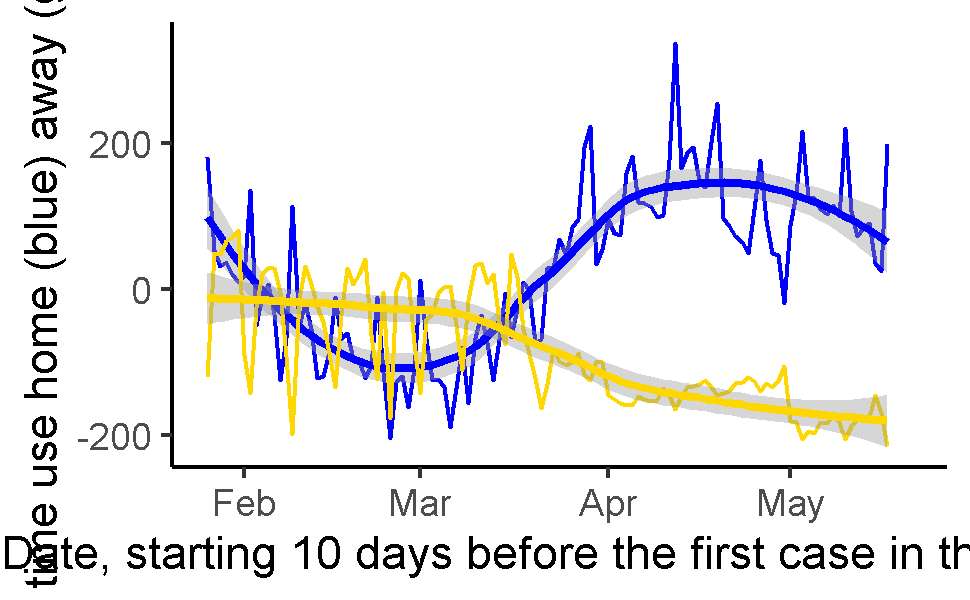 time use home (blue) away (
200
0
-200
Feb Mar Apr May
Date, starting 10 days before the first case in th